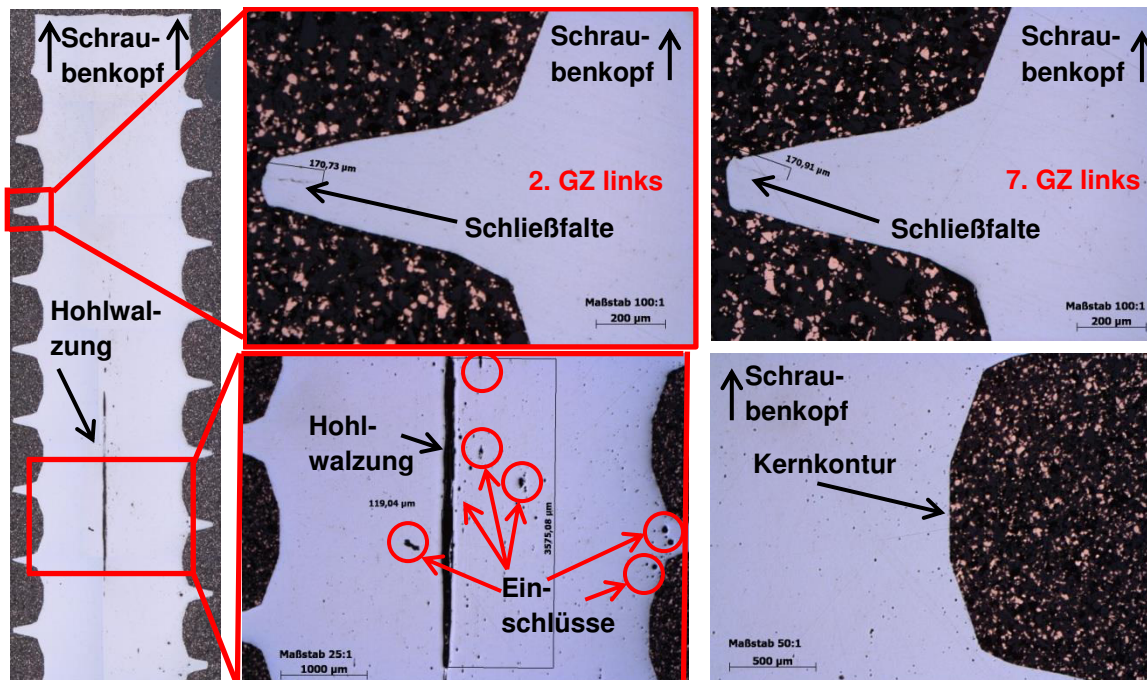 Schrau-
benkopf
Hohlwal-
zung
Schrau-
benkopf
170,73 µm
2. GZ links
Schließfalte
Maßstab 100:1
200 µm
Schrau-
benkopf
170,91 µm
7. GZ links
Schließfalte
Maßstab 100:1
200 µm
Hohl-
walzung
119,04 µm
3575,08 µm
Ein-
schlüsse
Maßstab 25:1
1000 µm
Schrau-
benkopf
Kernkontur
Maßstab 50:1
500 µm